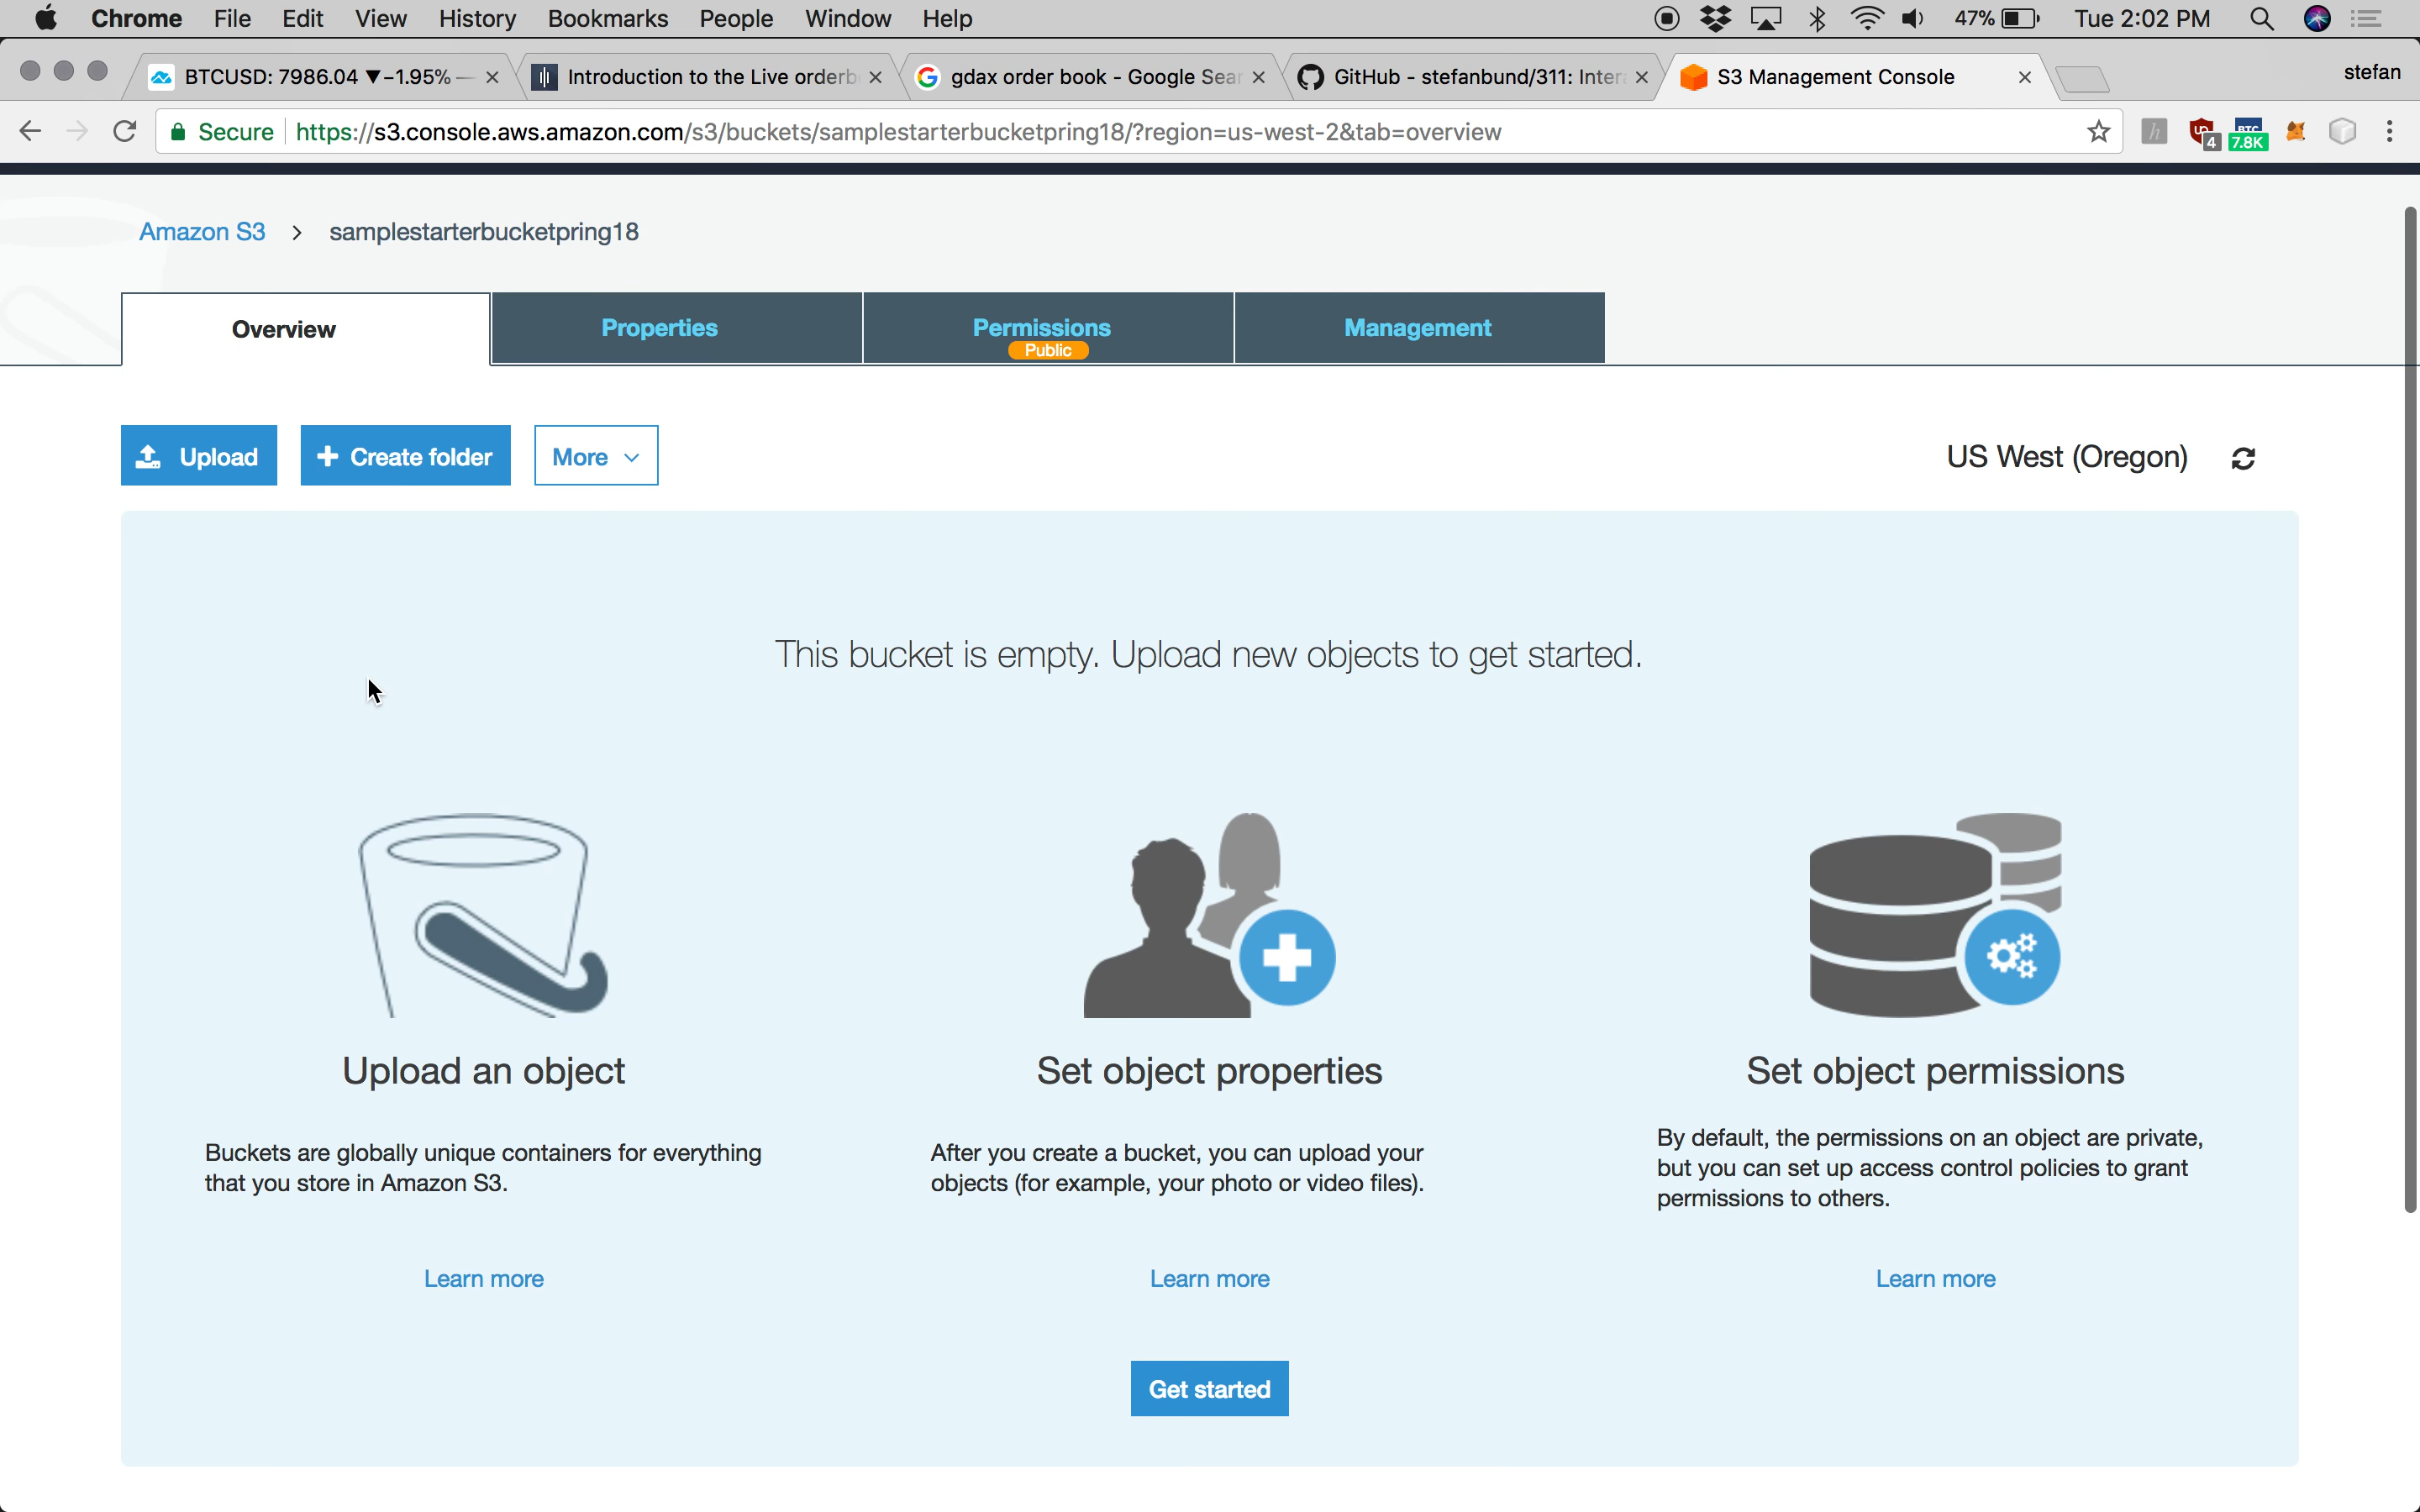 Chrome File Edit View History Bookmarks People Window Help 47% Tue 2:02 PM
BTCUSD: 7986.04 ▼−1.95% Introduction to the Live orderb gdax order book - Google Sear GitHub - stefanbund/311: Inter S3 Management Console stefan
Secure https://s3.console.aws.amazon.com/s3/buckets/samplestarterbucketpring18/?region=us-west-2&tab=overview h 4 BTC 7.8K
Amazon S3 > samplestarterbucketpring18
Overview Properties Permissions Management
Public
Upload Create folder More US West (Oregon)
This bucket is empty. Upload new objects to get started.
Upload an object
Buckets are globally unique containers for everything
that you store in Amazon S3.
Learn more
Set object properties
After you create a bucket, you can upload your
objects (for example, your photo or video files).
Learn more
Set object permissions
By default, the permissions on an object are private,
but you can set up access control policies to grant
permissions to others.
Learn more
Get started